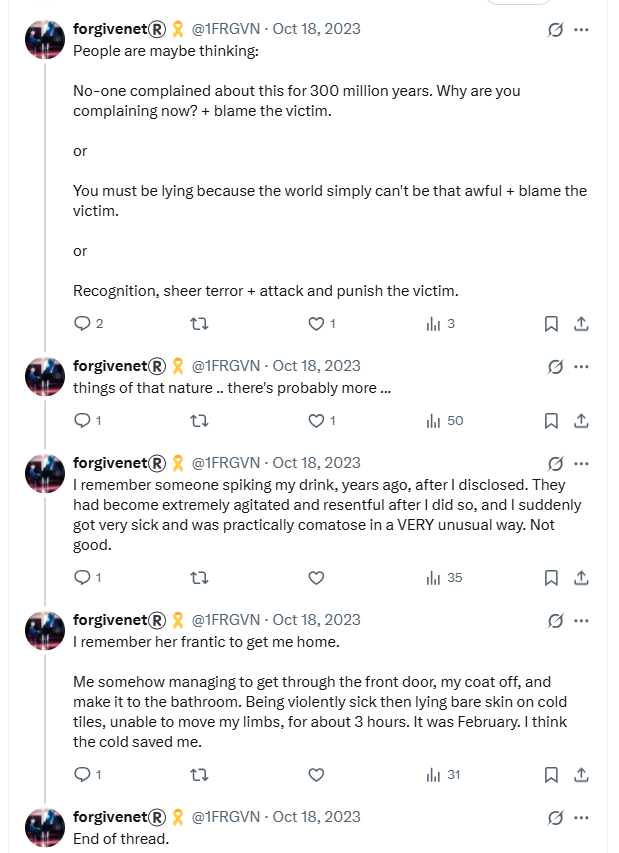 forgivenet®🎗 @1FRGVN · Oct 18, 2023
People are maybe thinking:
No-one complained about this for 300 million years. Why are you
complaining now? + blame the victim.
or
You must be lying because the world simply can't be that awful + blame the
victim.
or
Recognition, sheer terror + attack and punish the victim.
2 1 3
forgivenet®🎗 @1FRGVN · Oct 18, 2023
things of that nature .. there's probably more ...
1 1 50
forgivenet®🎗 @1FRGVN · Oct 18, 2023
I remember someone spiking my drink, years ago, after I disclosed. They
had become extremely agitated and resentful after I did so, and I suddenly
got very sick and was practically comatose in a VERY unusual way. Not
good.
1 35
forgivenet®🎗 @1FRGVN · Oct 18, 2023
I remember her frantic to get me home.
Me somehow managing to get through the front door, my coat off, and
make it to the bathroom. Being violently sick then lying bare skin on cold
tiles, unable to move my limbs, for about 3 hours. It was February. I think
the cold saved me.
1 31
forgivenet®🎗 @1FRGVN · Oct 18, 2023
End of thread.